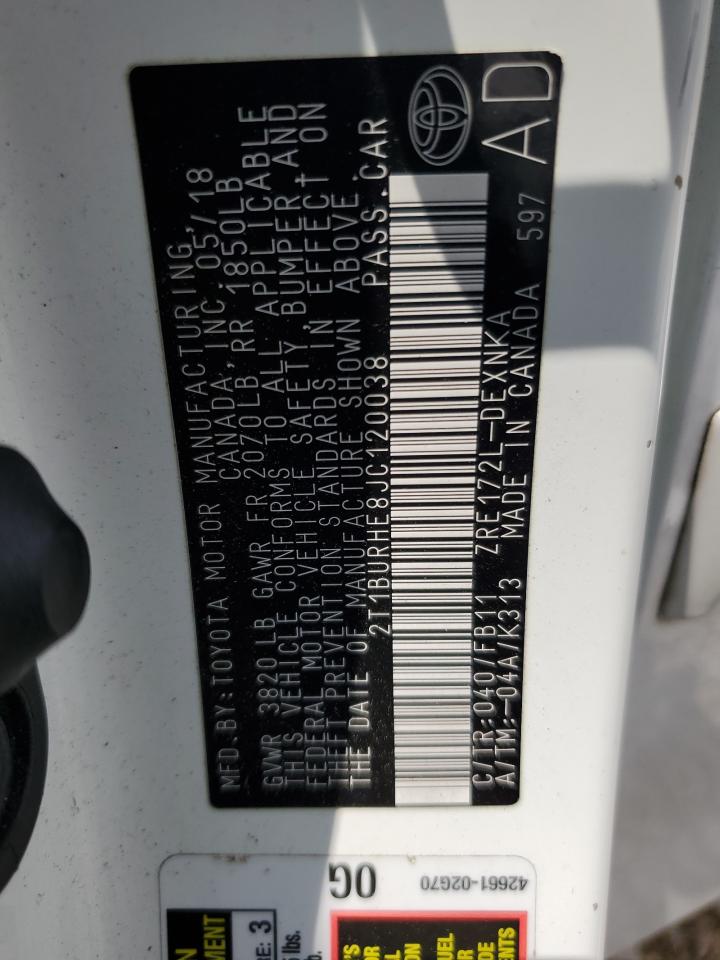 MFD. BY: TOYOTA MOTOR MANUFACTURING
CANADA, INC. 05/18
GVWR 3820LB GAWR FR 2070LB RR 1850LB
THIS VEHICLE CONFORMS TO ALL APPLICABLE
FEDERAL MOTOR VEHICLE SAFETY, BUMPER, AND
THEFT PREVENTION STANDARDS IN EFFECT ON
THE DATE OF MANUFACTURE SHOWN ABOVE.
2T1BURHE8JC120038 PASS.CAR
C/TR:040/FB11 ZRE172L-DEXNKA
A/TM:-04A/K313 MADE IN CANADA 597
AD
0G
42661-02G70